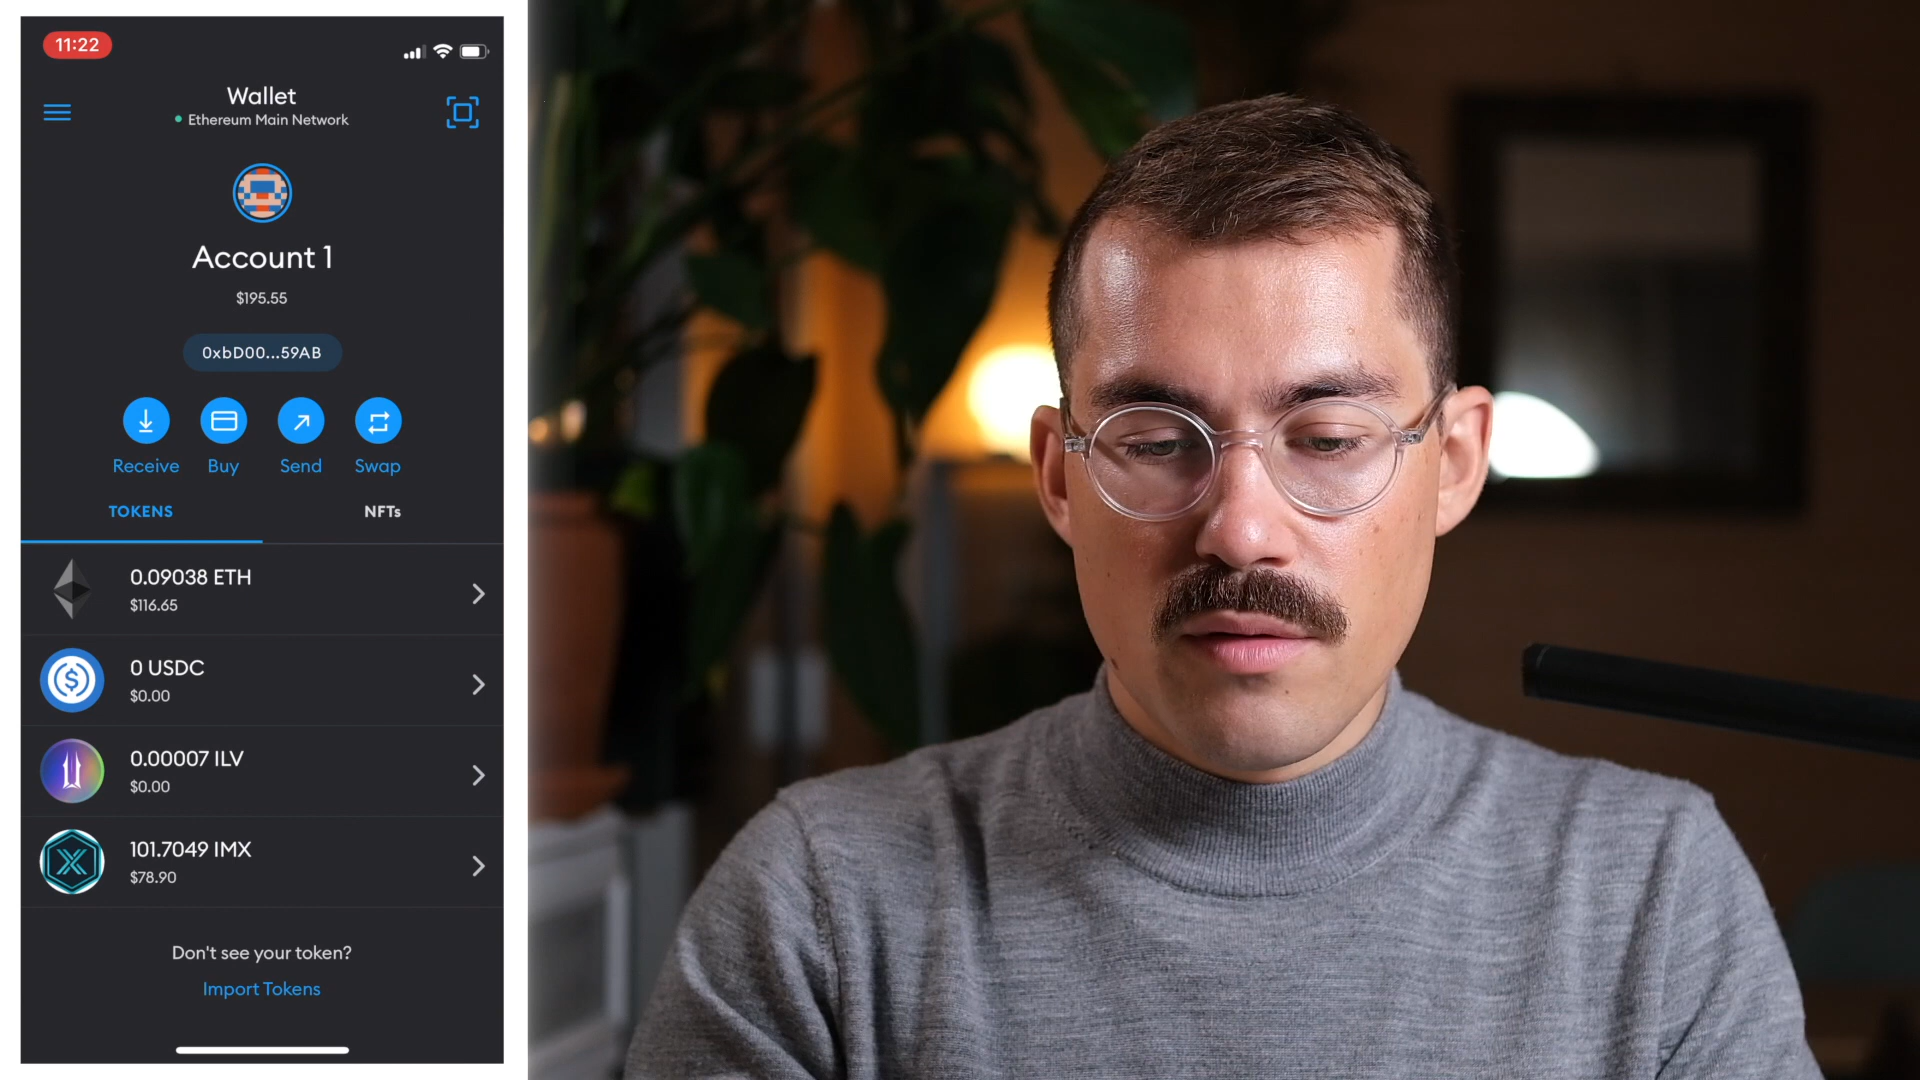 11:22
Wallet
Ethereum Main Network
Account 1
$195.55
0xbD00...59AB
Receive
Buy
Send
Swap
TOKENS
NFTs
0.09038 ETH
$116.65
0 USDC
$0.00
0.00007 ILV
$0.00
101.7049 IMX
$78.90
Don't see your token?
Import Tokens